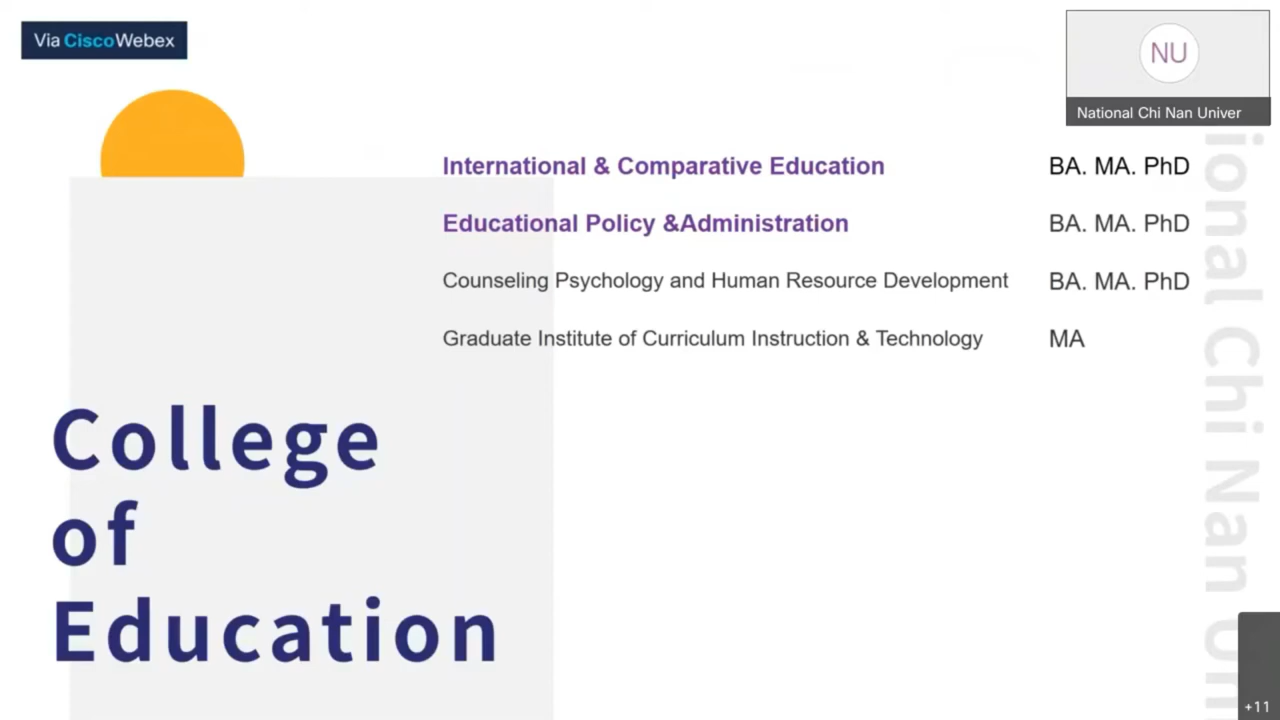 Via CiscoWebex
NU
National Chi Nan Univer
International & Comparative Education BA. MA. PhD
Educational Policy &Administration BA. MA. PhD
Counseling Psychology and Human Resource Development BA. MA. PhD
Graduate Institute of Curriculum Instruction & Technology MA
College
of
Education
ional Chi Nan Un
+11